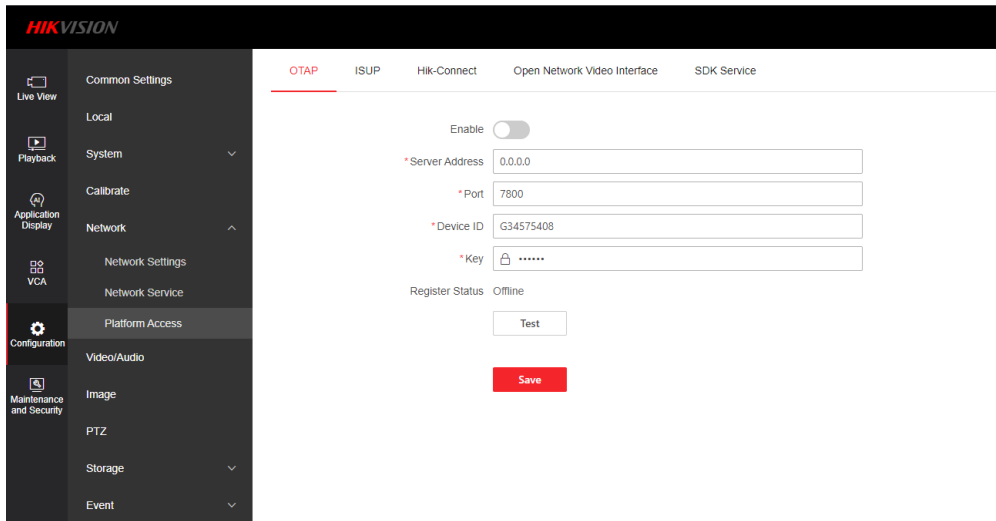 HIKVISION
Live View
Playback
AI
Application
Display
VCA
Configuration
Maintenance
and Security
Common Settings
Local
System
Calibrate
Network
Network Settings
Network Service
Platform Access
Video/Audio
Image
PTZ
Storage
Event
OTAP ISUP Hik-Connect Open Network Video Interface SDK Service
Enable
*Server Address 0.0.0.0
*Port 7800
*Device ID G34575408
*Key ••••••
Register Status Offline
Test
Save